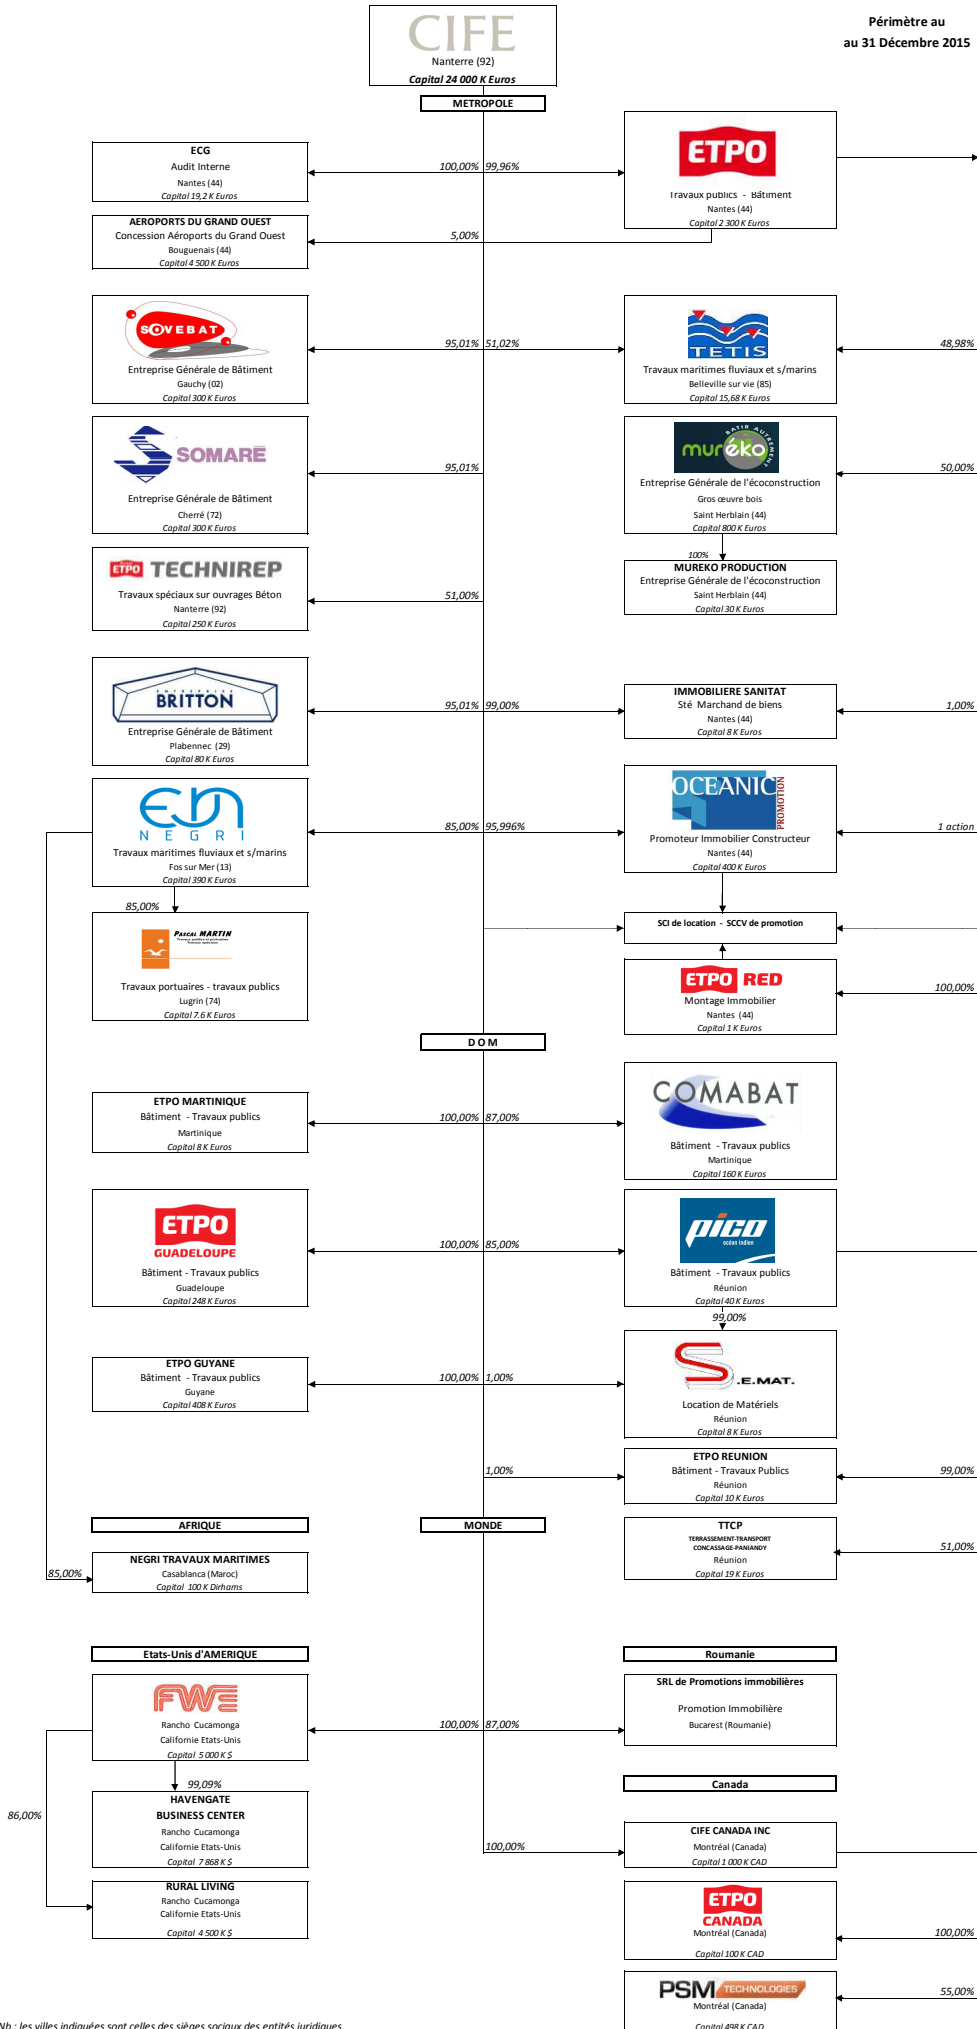 CIFE
Nanterre (92)
Capital 24 000 K Euros
Périmètre au
au 31 Décembre 2015
METROPOLE
ECG
Audit Interne
Nantes (44)
Capital 19,2 K Euros
100,00% 99,96%
ETPO
Travaux publics - Bâtiment
Nantes (44)
Capital 2 300 K Euros
AEROPORTS DU GRAND OUEST
Concession Aéroports du Grand Ouest
Bouguenais (44)
Capital 4 500 K Euros
5,00%
SOVEBAT
Entreprise Générale de Bâtiment
Gauchy (02)
Capital 300 K Euros
95,01% 51,02%
TETIS
Travaux maritimes fluviaux et s/marins
Belleville sur vie (85)
Capital 15,68 K Euros
48,98%
SOMARÉ
Entreprise Générale de Bâtiment
Cherré (72)
Capital 300 K Euros
95,01%
BATIR AUTREMENT
muréko
Entreprise Générale de l'écoconstruction
Gros œuvre bois
Saint Herblain (44)
Capital 800 K Euros
50,00%
100%
MUREKO PRODUCTION
Entreprise Générale de l'écoconstruction
Saint Herblain (44)
Capital 30 K Euros
ETPO TECHNIREP
Travaux spéciaux sur ouvrages Béton
Nanterre (92)
Capital 250 K Euros
51,00%
ENTREPRISE
BRITTON
Entreprise Générale de Bâtiment
Plabennec (29)
Capital 80 K Euros
95,01% 99,00%
IMMOBILIERE SANITAT
Sté Marchand de biens
Nantes (44)
Capital 8 K Euros
1,00%
EM
NEGRI
Travaux maritimes fluviaux et s/marins
Fos sur Mer (13)
Capital 390 K Euros
85,00% 95,996%
OCEANIC
PROMOTION
Promoteur Immobilier Constructeur
Nantes (44)
Capital 400 K Euros
1 action
85,00%
PASCAL MARTIN
Travaux portuaires - travaux publics
Lugrin (74)
Capital 7.6 K Euros
SCI de location - SCCV de promotion
ETPO RED
Montage Immobilier
Nantes (44)
Capital 1 K Euros
100,00%
D O M
ETPO MARTINIQUE
Bâtiment - Travaux publics
Martinique
Capital 8 K Euros
100,00% 87,00%
COMABAT
Bâtiment - Travaux publics
Martinique
Capital 160 K Euros
ETPO
GUADELOUPE
Bâtiment - Travaux publics
Guadeloupe
Capital 248 K Euros
100,00% 85,00%
pico
océan indien
Bâtiment - Travaux publics
Réunion
Capital 40 K Euros
99,00%
ETPO GUYANE
Bâtiment - Travaux publics
Guyane
Capital 408 K Euros
100,00% 1,00%
S.E.MAT.
Location de Matériels
Réunion
Capital 8 K Euros
1,00%
ETPO REUNION
Bâtiment - Travaux Publics
Réunion
Capital 10 K Euros
99,00%
AFRIQUE
MONDE
TTCP
TERRASSEMENT-TRANSPORT
CONCASSAGE-PANIANDY
Réunion
Capital 19 K Euros
51,00%
85,00%
NEGRI TRAVAUX MARITIMES
Casablanca (Maroc)
Capital 100 K Dirhams
Etats-Unis d'AMERIQUE
Roumanie
FWE
Rancho Cucamonga
Californie Etats-Unis
Capital 5 000 K $
100,00% 87,00%
SRL de Promotions immobilières
Promotion Immobilière
Bucarest (Roumanie)
99,09%
86,00%
HAVENGATE
BUSINESS CENTER
Rancho Cucamonga
Californie Etats-Unis
Capital 7 868 K $
Canada
100,00%
CIFE CANADA INC
Montréal (Canada)
Capital 1 000 K CAD
RURAL LIVING
Rancho Cucamonga
Californie Etats-Unis
Capital 4 500 K $
ETPO
CANADA
Montréal (Canada)
Capital 100 K CAD
100,00%
PSM TECHNOLOGIES
Montréal (Canada)
Capital 498 K CAD
55,00%
Nb : les villes indiquées sont celles des sièges sociaux des entités juridiques